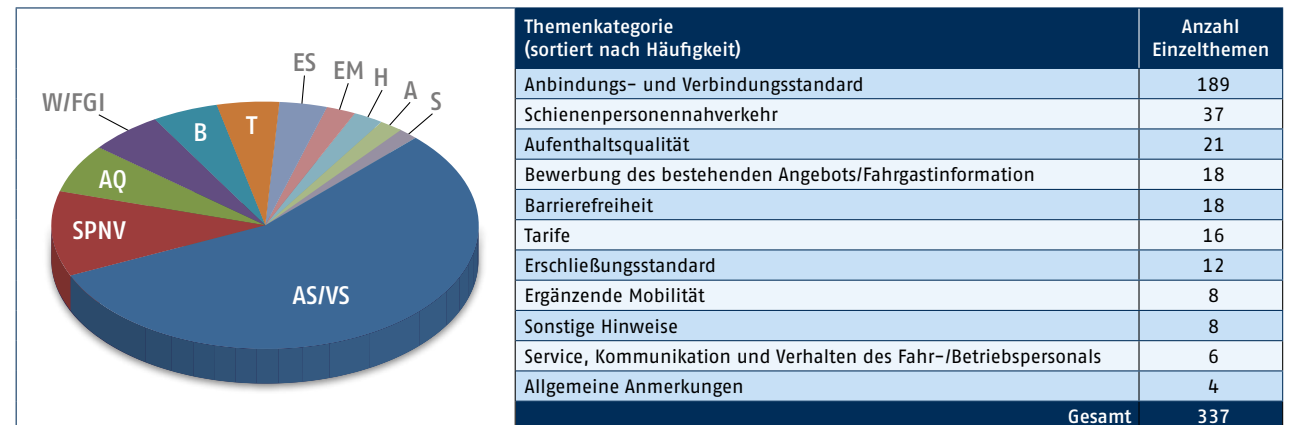 ES
EM
H
A
S
W/FGI
B
T
AQ
SPNV
AS/VS
Themenkategorie
(sortiert nach Häufigkeit)
Anzahl
Einzelthemen
Anbindungs- und Verbindungsstandard 189
Schienenpersonennahverkehr 37
Aufenthaltsqualität 21
Bewerbung des bestehenden Angebots/Fahrgastinformation 18
Barrierefreiheit 18
Tarife 16
Erschließungsstandard 12
Ergänzende Mobilität 8
Sonstige Hinweise 8
Service, Kommunikation und Verhalten des Fahr-/Betriebspersonals 6
Allgemeine Anmerkungen 4
Gesamt 337